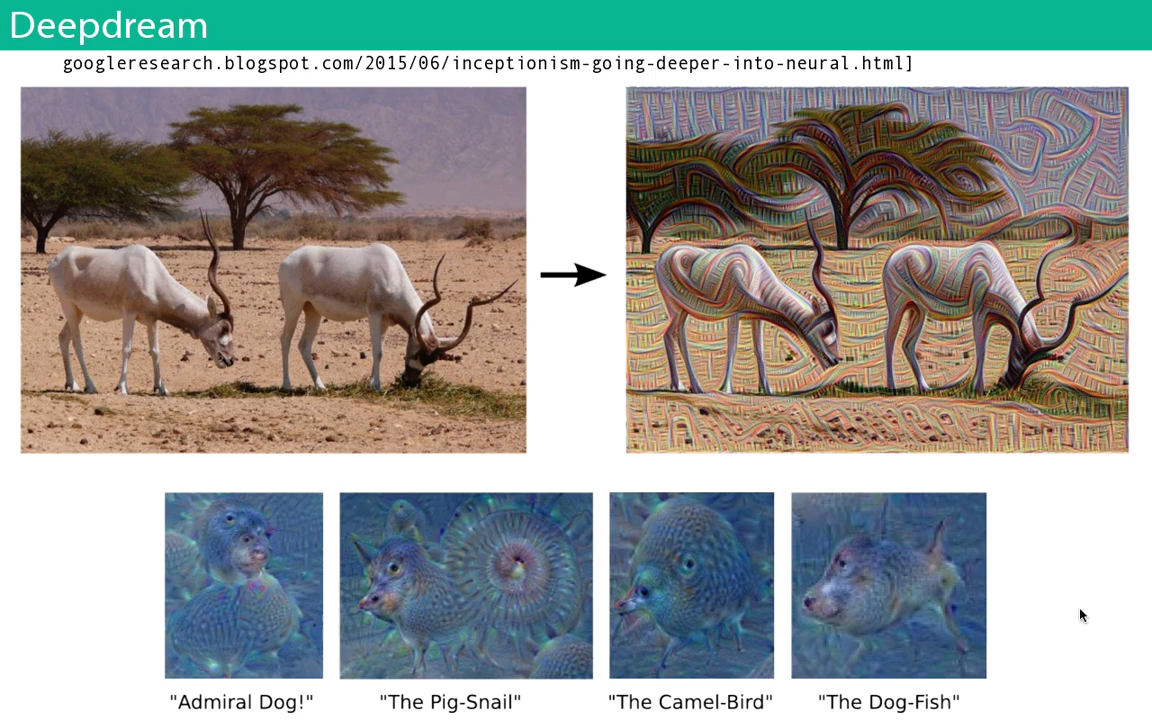 Deepdream
googleresearch.blogspot.com/2015/06/inceptionism-going-deeper-into-neural.html]
"Admiral Dog!"
"The Pig-Snail"
"The Camel-Bird"
"The Dog-Fish"